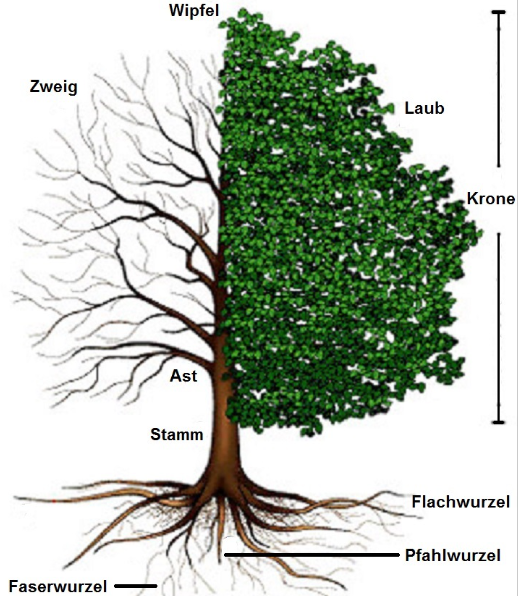 Wipfel
Zweig
Laub
Krone
Ast
Stamm
Flachwurzel
Pfahlwurzel
Faserwurzel